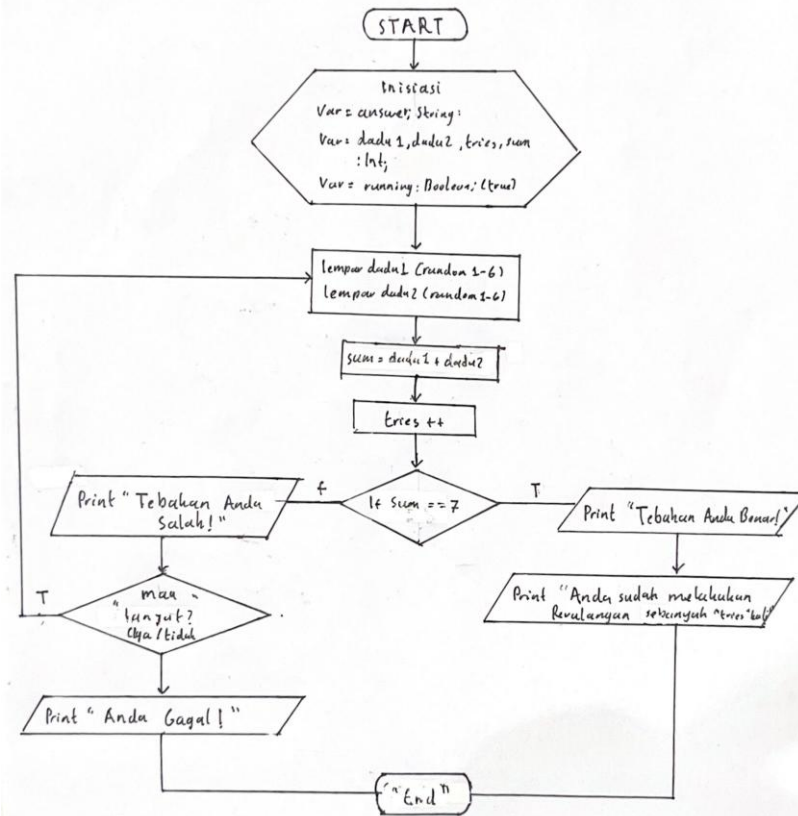 START
Inisiasi
Var = answer; String;
Var = dadu1, dadu2, tries, sum
: Int;
Var = running: Boolean; (true)
lempar dadu1 (random 1-6)
lempar dadu2 (random 1-6)
sum = dadu1 + dadu2
tries ++
If sum == 7
f
T
Print "Tebakan Anda
Salah!"
Print "Tebakan Anda Benar!"
T
"mau "
lanjut?
(Iya / tidak
Print "Anda sudah melakukan
Perulangan sebanyak "tries" kali"
Print "Anda Gagal!"
"End"